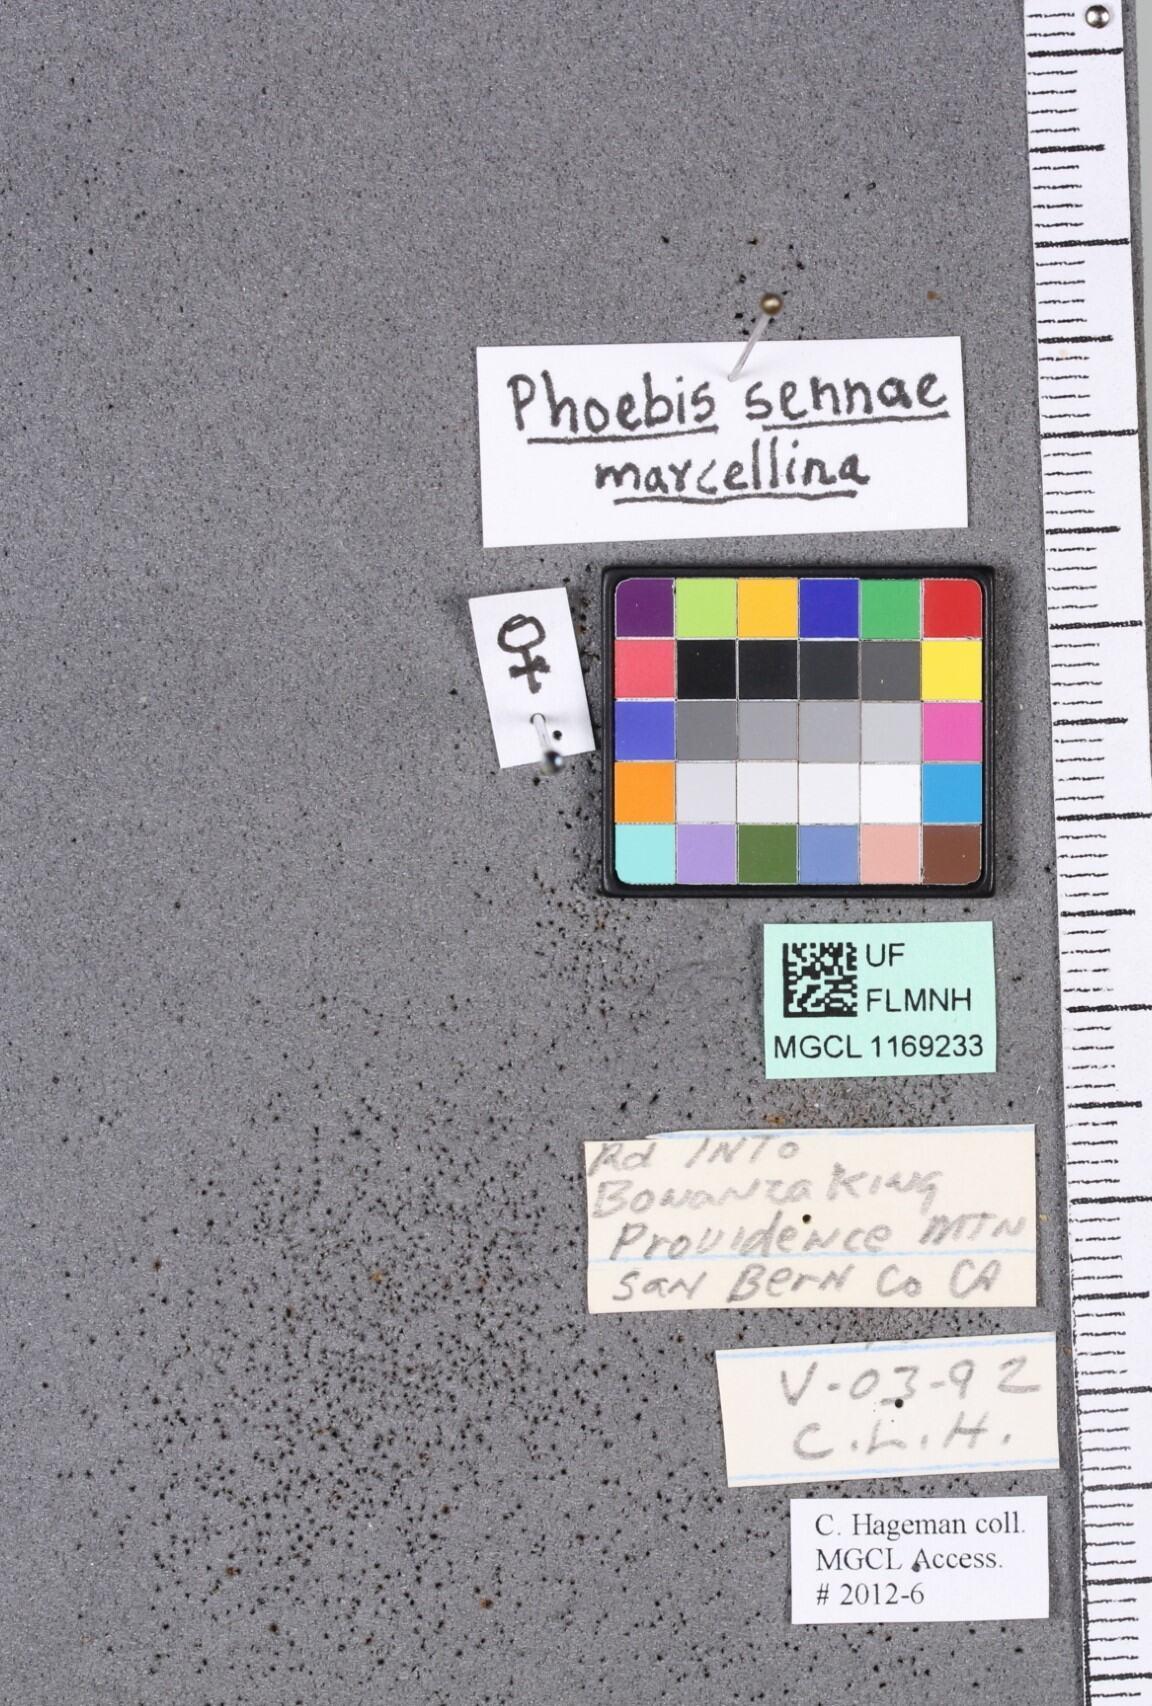 Phoebis sennae
marcellina
♀
UF
FLMNH
MGCL 1169233
Rd INTo
Bonanza King
Providence MTN
SAN BerN Co CA
V-03-92
C.L.H.
C. Hageman coll.
MGCL Access.
# 2012-6